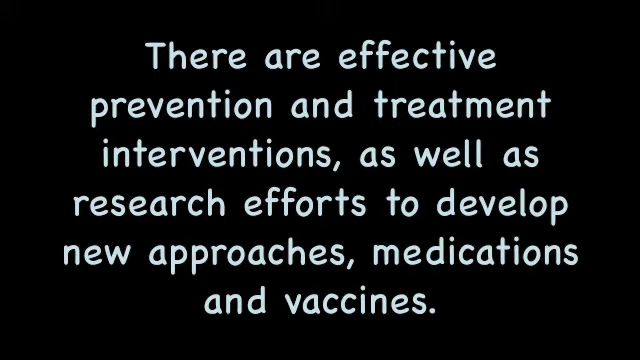 There are effective
prevention and treatment
interventions, as well as
research efforts to develop
new approaches, medications
and vaccines.